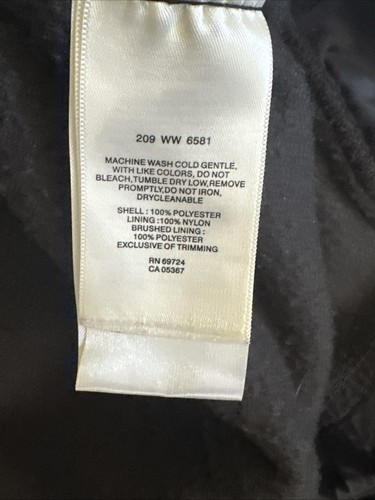 209 WW 6581
MACHINE WASH COLD GENTLE,
WITH LIKE COLORS, DO NOT
BLEACH,TUMBLE DRY LOW,REMOVE
PROMPTLY,DO NOT IRON,
DRYCLEANABLE
SHELL : 100% POLYESTER
LINING :100% NYLON
BRUSHED LINING :
100% POLYESTER
EXCLUSIVE OF TRIMMING
RN 69724
CA 05367